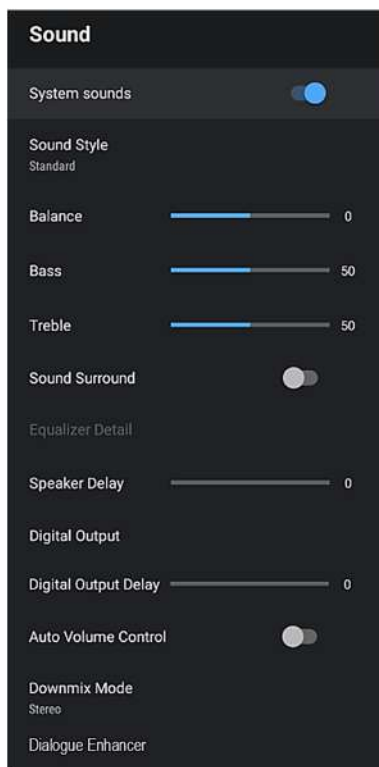 Sound
System sounds
Sound Style
Standard
Balance 0
Bass 50
Treble 50
Sound Surround
Equalizer Detail
Speaker Delay 0
Digital Output
Digital Output Delay 0
Auto Volume Control
Downmix Mode
Stereo
Dialogue Enhancer